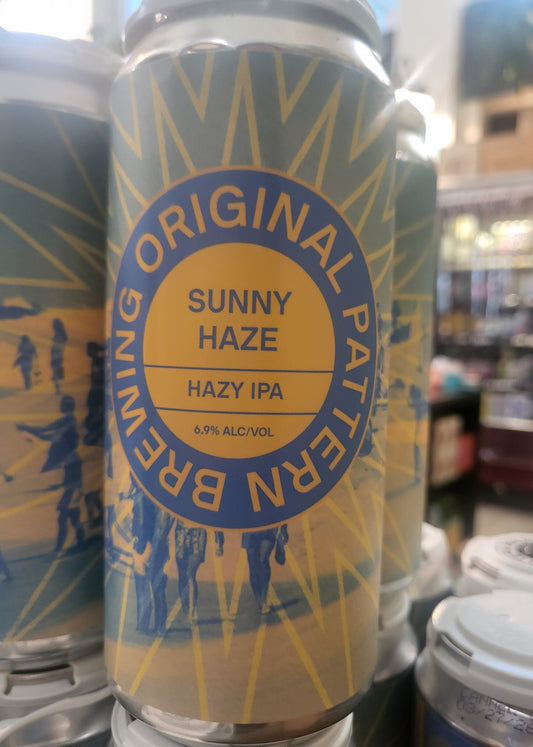 ORIGINAL PATTERN BREWING
SUNNY
HAZE
HAZY IPA
6.9% ALC/VOL